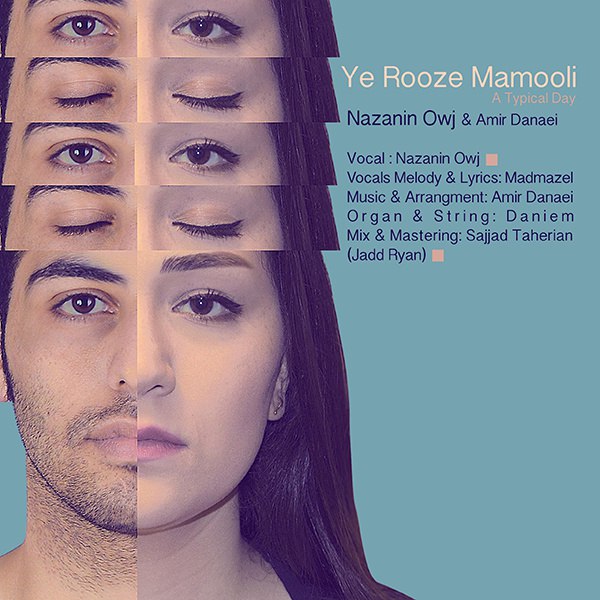 Ye Rooze Mamooli
A Typical Day
Nazanin Owj & Amir Danaei
Vocal : Nazanin Owj
Vocals Melody & Lyrics: Madmazel
Music & Arrangment: Amir Danaei
Organ & String: Daniem
Mix & Mastering: Sajjad Taherian
(Jadd Ryan)